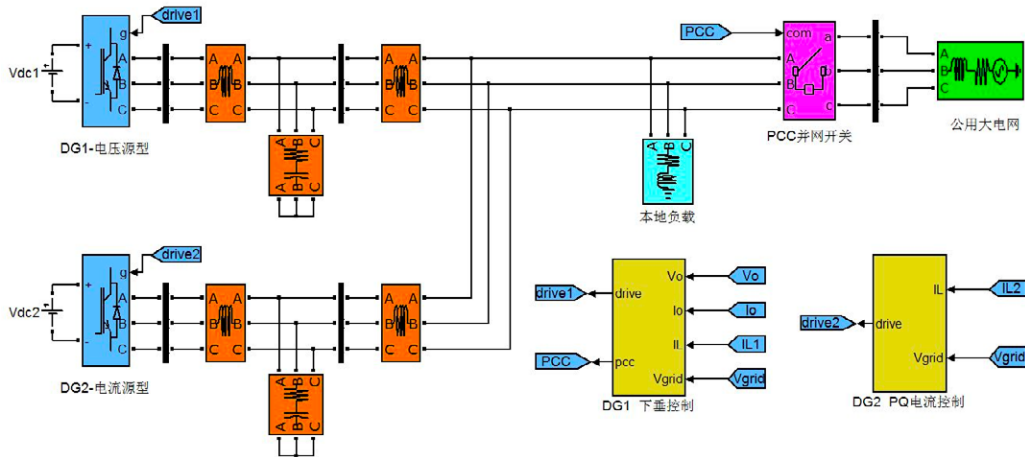 drive1
PCC
g
com
a
A
A A
A A
A
A
Vdc1
B
B B
B B
B
b
B
C
C C
C C
C
c
C
DG1-电压源型
A B C
A B C
A B C
PCC并网开关
公用大电网
本地负载
drive2
g
A
A A
A A
Vdc2
B
B B
B B
C
C C
C C
DG2-电流源型
A B C
A B C
Vo
Vo
drive1
drive
Io
Io
IL
IL1
PCC
pcc
Vgrid
Vgrid
DG1 下垂控制
IL
IL2
drive2
drive
Vgrid
Vgrid
DG2 PQ电流控制